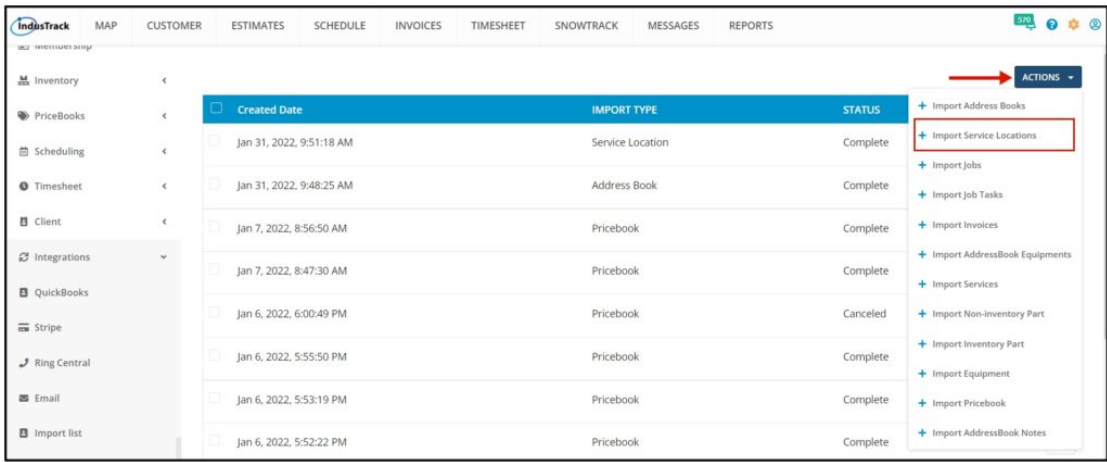 IndusTrack MAP CUSTOMER ESTIMATES SCHEDULE INVOICES TIMESHEET SNOWTRACK MESSAGES REPORTS 570
Membership
Inventory
PriceBooks
Scheduling
Timesheet
Client
Integrations
QuickBooks
Stripe
Ring Central
Email
Import list
ACTIONS
Created Date IMPORT TYPE STATUS
Jan 31, 2022, 9:51:18 AM Service Location Complete
Jan 31, 2022, 9:48:25 AM Address Book Complete
Jan 7, 2022, 8:56:50 AM Pricebook Complete
Jan 7, 2022, 8:47:30 AM Pricebook Complete
Jan 6, 2022, 6:00:49 PM Pricebook Canceled
Jan 6, 2022, 5:55:50 PM Pricebook Complete
Jan 6, 2022, 5:53:19 PM Pricebook Complete
Jan 6, 2022, 5:52:22 PM Pricebook Complete
+ Import Address Books
+ Import Service Locations
+ Import Jobs
+ Import Job Tasks
+ Import Invoices
+ Import AddressBook Equipments
+ Import Services
+ Import Non-inventory Part
+ Import Inventory Part
+ Import Equipment
+ Import Pricebook
+ Import AddressBook Notes